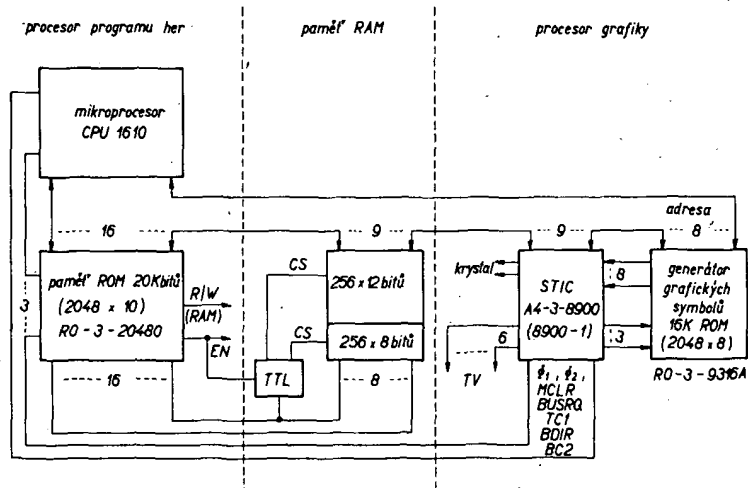 procesor programu her
paměť RAM
procesor grafiky
mikroprocesor
CPU 1610
16
9
9
adresa
8
paměť ROM 20Kbitů
(2048 x 10)
RO-3-20480
R/W
(RAM)
EN
3
16
CS
CS
256 x 12 bitů
256 x 8 bitů
TTL
8
krystal
STIC
A4-3-8900
(8900-1)
6
TV
8
3
generátor
grafických
symbolů
16K ROM
(2048 x 8)
RO-3-9316A
ϕ1, ϕ2,
MCLR
BUSRQ
TC1
BDIR
BC2